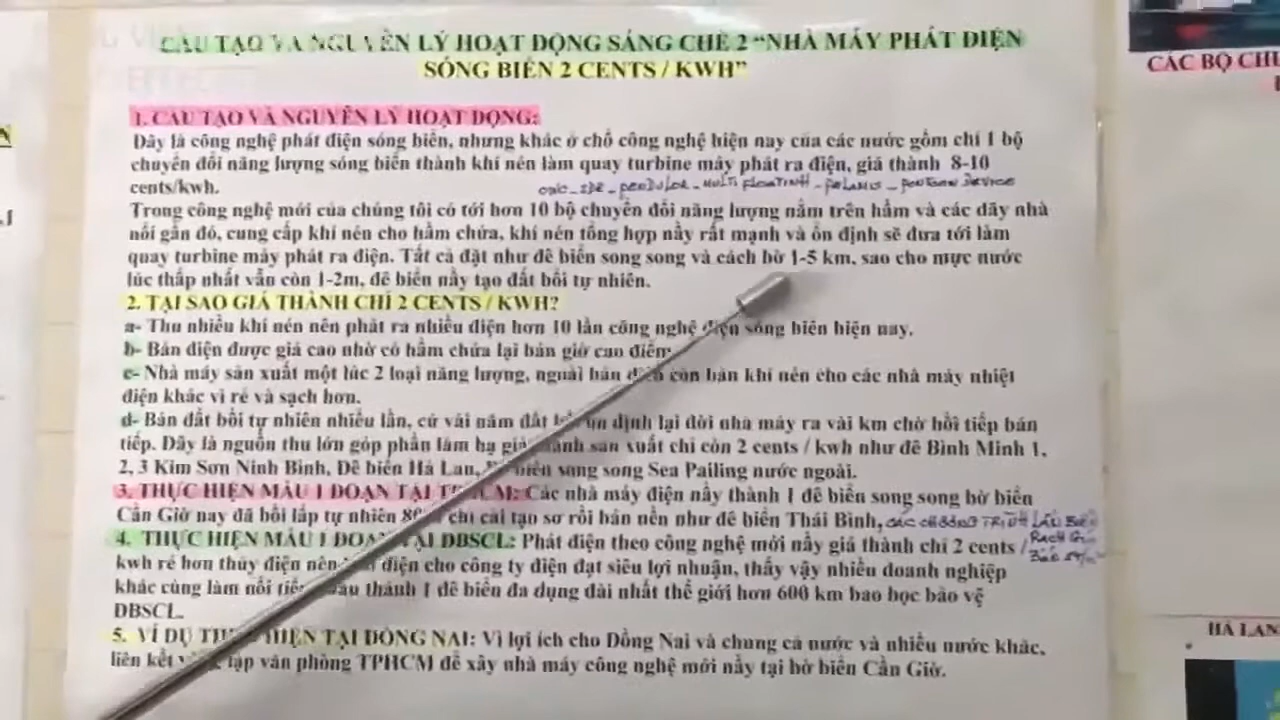 CẤU TẠO VÀ NGUYÊN LÝ HOẠT ĐỘNG SÁNG CHẾ 2 “NHÀ MÁY PHÁT ĐIỆN
SÓNG BIỂN 2 CENTS / KWH”
CÁC BỘ
1. CẤU TẠO VÀ NGUYÊN LÝ HOẠT ĐỘNG:
Đây là công nghệ phát điện sóng biển, nhưng khác ở chổ công nghệ hiện nay của các nước gồm chỉ 1 bộ
chuyển đổi năng lượng sóng biển thành khí nén làm quay turbine máy phát ra điện, giá thành 8-10
cents/kwh.
PENDULOR - MULTI - PELAMIS - DEVICE
Trong công nghệ mới của chúng tôi có tới hơn 10 bộ chuyển đổi năng lượng nằm trên hầm và các dãy nhà
nổi gần đó, cung cấp khí nén cho hầm chứa, khí nén tổng hợp nầy rất mạnh và ổn định sẽ đưa tới làm
quay turbine máy phát ra điện. Tất cả đặt như đê biển song song và cách bờ 1-5 km, sao cho mực nước
lúc thấp nhất vẫn còn 1-2m, đê biển nầy tạo đất bồi tự nhiên.
2. TẠI SAO GIÁ THÀNH CHỈ 2 CENTS / KWH?
a- Thu nhiều khí nén nên phát ra nhiều điện hơn 10 lần công nghệ điện sóng biển hiện nay.
b- Bán điện được giá cao nhờ có hầm chứa lại bán giờ cao điểm.
c- Nhà máy sản xuất một lúc 2 loại năng lượng, ngoài bán điện còn bán khí nén cho các nhà máy nhiệt
điện khác vì rẻ và sạch hơn.
d- Bán đất bồi tự nhiên nhiều lần, cứ vài năm đất định lại dời nhà máy ra vài km chờ bồi tiếp bán
tiếp. Đây là nguồn thu lớn góp phần làm hạ giá thành sản xuất chỉ còn 2 cents / kwh như đê Bình Minh 1,
2, 3 Kim Sơn Ninh Bình, Đê biển Hà Lan, biển song song Sea Pailing nước ngoài.
3. THỰC HIỆN MẪU 1 ĐOẠN TẠI TPHCM: Các nhà máy điện nầy thành 1 đê biển song song bờ biển
Cần Giờ nay đã bồi lấp tự nhiên chỉ cải tạo sơ rồi bán nền như đê biển Thái Bình, CÁC CHƯƠNG TRÌNH LẤN BIỂN
4. THỰC HIỆN MẪU 1 ĐOẠN TẠI ĐBSCL: Phát điện theo công nghệ mới nầy giá thành chỉ 2 cents / RẠCH
kwh rẻ hơn thủy điện nên điện cho công ty điện đạt siêu lợi nhuận, thấy vậy nhiều doanh nghiệp
khác cùng làm nối thành 1 đê biển đa dụng dài nhất thế giới hơn 600 km bao học bảo vệ
ĐBSCL.
5. VÍ DỤ THỰC HIỆN TẠI ĐỒNG NAI: Vì lợi ích cho Đồng Nai và chung cả nước và nhiều nước khác,
liên kết lập văn phòng TPHCM để xây nhà máy công nghệ mới nầy tại bờ biển Cần Giờ.
HÀ LAN